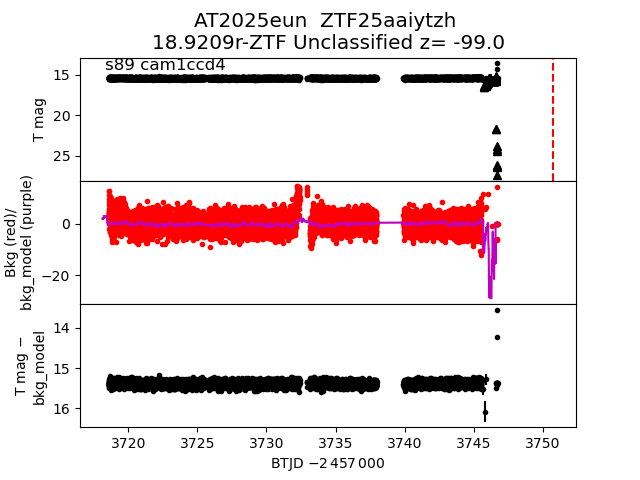 AT2025eun  ZTF25aaiytzh
18.9209r-ZTF Unclassified z= -99.0
s89 cam1ccd4
T mag
15
20
25
Bkg (red)/
bkg_model (purple)
0
−20
T mag −
bkg_model
14
15
16
3720 3725 3730 3735 3740 3745 3750
BTJD −2 457 000